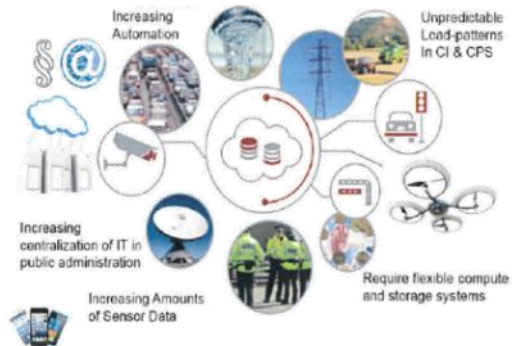 Increasing
Automation
Unpredictable
Load-patterns
In CI & CPS
§
@
Increasing
centralization of IT in
public administration
Require flexible compute
and storage systems
Increasing Amounts
of Sensor Data